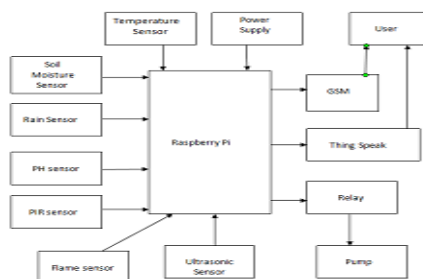 Temperature
Sensor
Power
Supply
User
Soil
Moisture
Sensor
GSM
Rain Sensor
Raspberry Pi
Thing Speak
PH sensor
PIR sensor
Relay
Flame sensor
Ultrasonic
Sensor
Pump